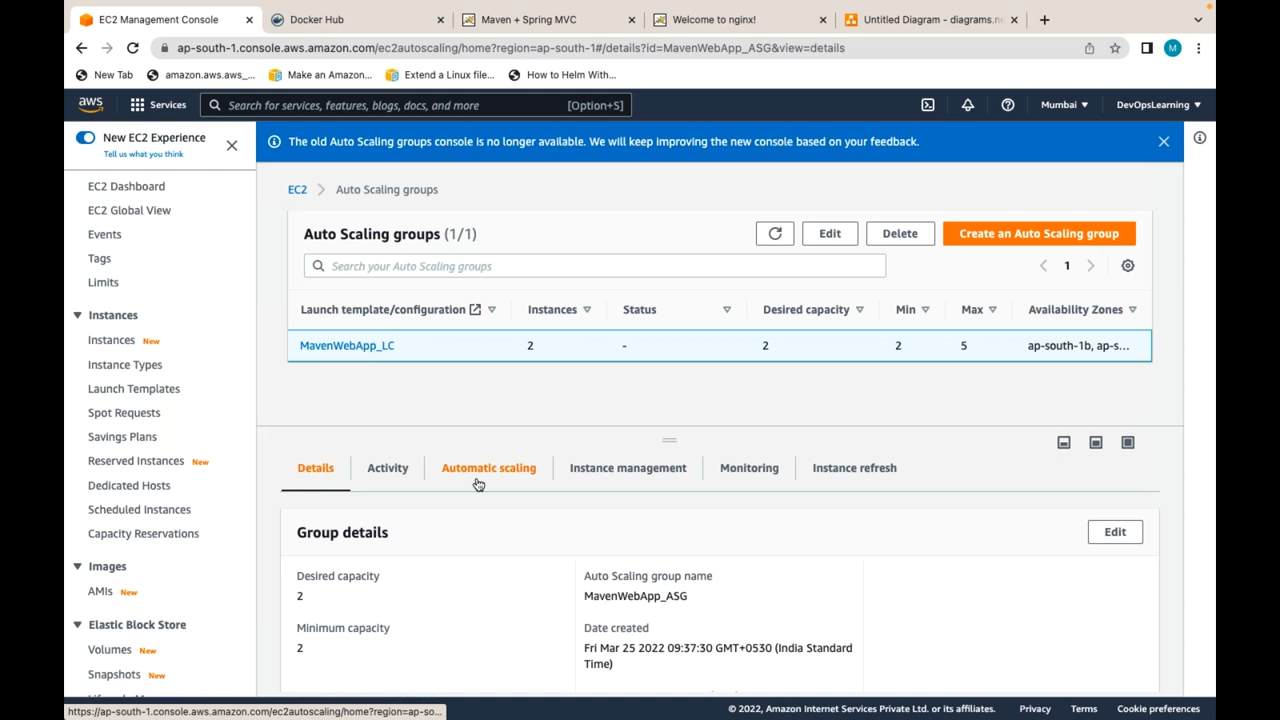 EC2 Management Console
Docker Hub
Maven + Spring MVC
Welcome to nginx!
Untitled Diagram - diagrams.ne
ap-south-1.console.aws.amazon.com/ec2autoscaling/home?region=ap-south-1#/details?id=MavenWebApp_ASG&view=details
M
New Tab
amazon.aws.aws_...
Make an Amazon...
Extend a Linux file...
How to Helm With...
aws
Services
Search for services, features, blogs, docs, and more
[Option+S]
Mumbai
DevOpsLearning
New EC2 Experience
Tell us what you think
EC2 Dashboard
EC2 Global View
Events
Tags
Limits
Instances
Instances New
Instance Types
Launch Templates
Spot Requests
Savings Plans
Reserved Instances New
Dedicated Hosts
Scheduled Instances
Capacity Reservations
Images
AMIs New
Elastic Block Store
Volumes New
Snapshots New
The old Auto Scaling groups console is no longer available. We will keep improving the new console based on your feedback.
EC2
Auto Scaling groups
Auto Scaling groups (1/1)
Edit
Delete
Create an Auto Scaling group
Search your Auto Scaling groups
1
Launch template/configuration
Instances
Status
Desired capacity
Min
Max
Availability Zones
MavenWebApp_LC
2
-
2
2
5
ap-south-1b, ap-s...
Details
Activity
Automatic scaling
Instance management
Monitoring
Instance refresh
Group details
Edit
Desired capacity
2
Minimum capacity
2
Auto Scaling group name
MavenWebApp_ASG
Date created
Fri Mar 25 2022 09:37:30 GMT+0530 (India Standard
Time)
https://ap-south-1.console.aws.amazon.com/ec2autoscaling/home?region=ap-so...
© 2022, Amazon Internet Services Private Ltd. or its affiliates.
Privacy
Terms
Cookie preferences